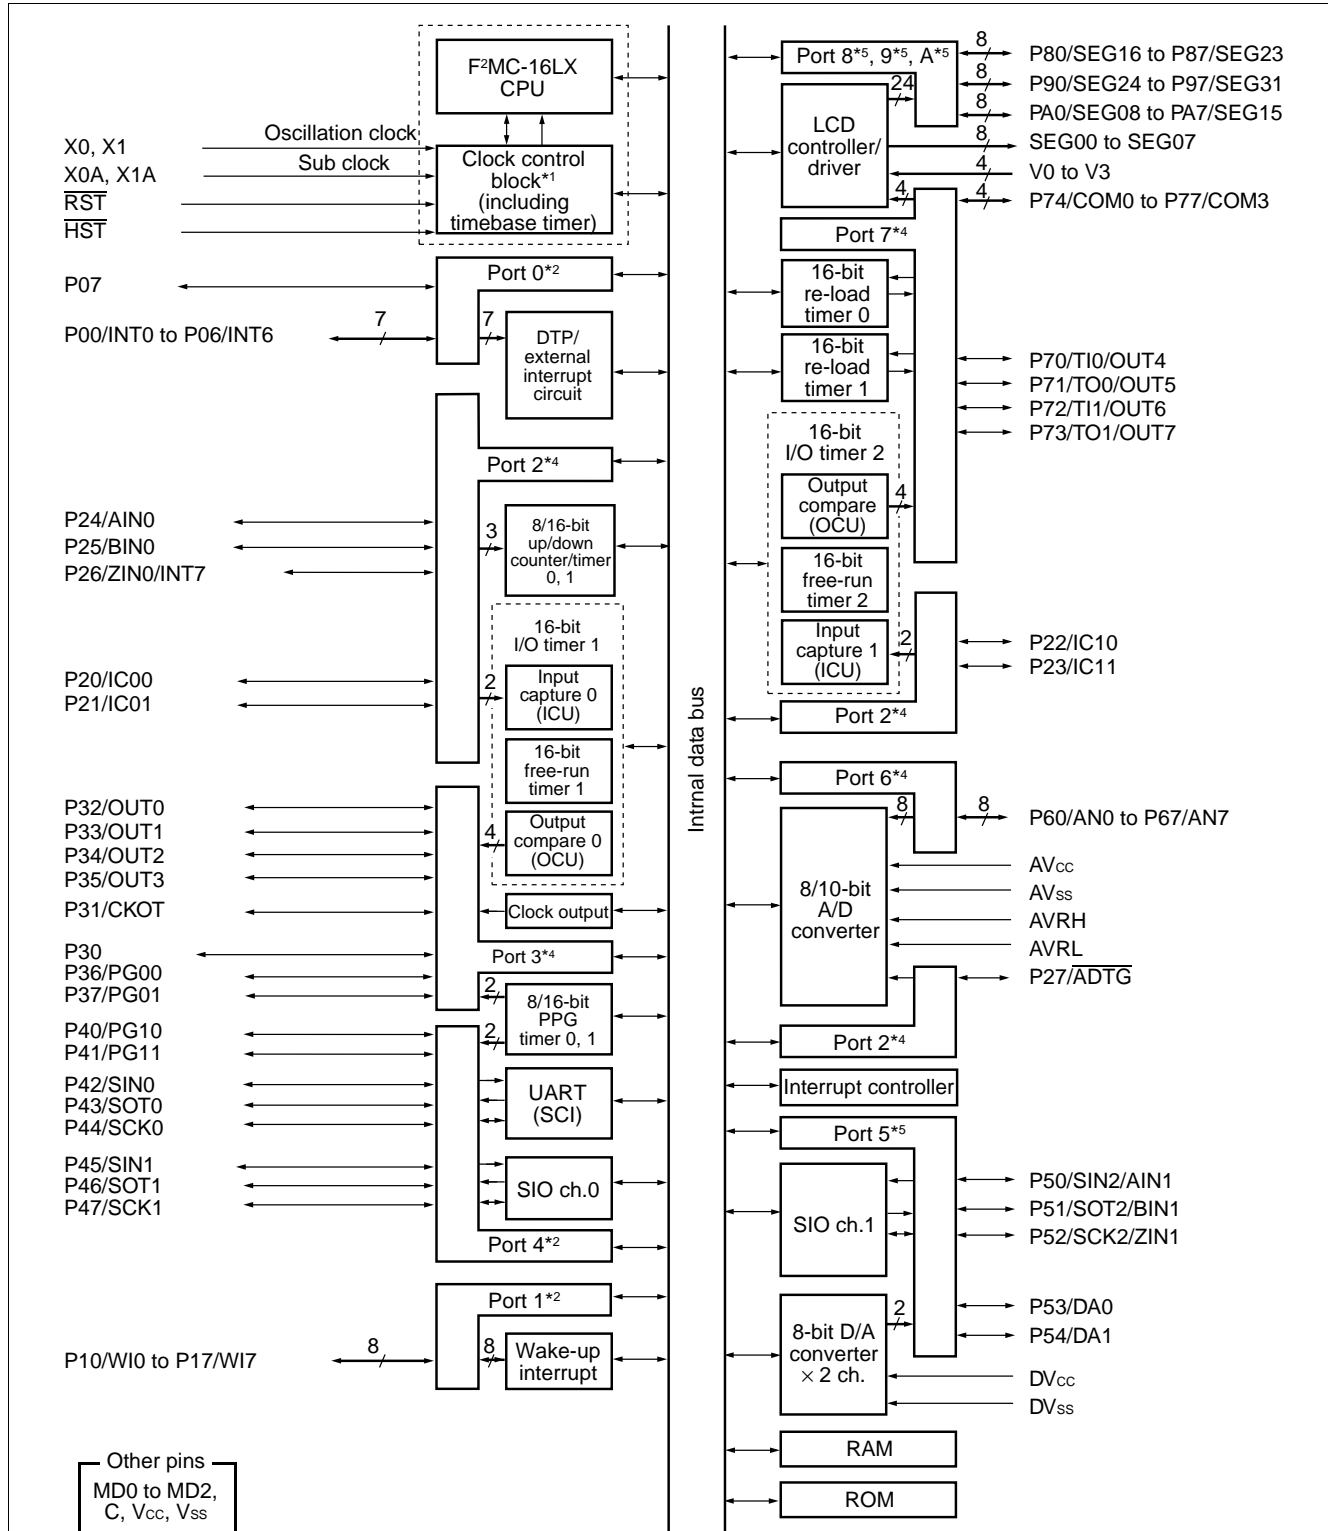 F²MC-16LX
CPU
Oscillation clock
X0, X1
Sub clock
X0A, X1A
RST
HST
Clock control
block*1
(including
timebase timer)
Port 0*2
P07
P00/INT0 to P06/INT6
7
7
DTP/
external
interrupt
circuit
Port 2*4
P24/AIN0
P25/BIN0
P26/ZIN0/INT7
3
8/16-bit
up/down
counter/timer
0, 1
16-bit
I/O timer 1
P20/IC00
P21/IC01
2
Input
capture 0
(ICU)
16-bit
free-run
timer 1
P32/OUT0
P33/OUT1
P34/OUT2
P35/OUT3
4
Output
compare 0
(OCU)
P31/CKOT
Clock output
P30
Port 3*4
P36/PG00
P37/PG01
2
8/16-bit
PPG
timer 0, 1
P40/PG10
P41/PG11
2
P42/SIN0
P43/SOT0
P44/SCK0
UART
(SCI)
P45/SIN1
P46/SOT1
P47/SCK1
SIO ch.0
Port 4*2
Port 1*2
P10/WI0 to P17/WI7
8
8
Wake-up
interrupt
Other pins
MD0 to MD2,
C, VCC, VSS
Intrnal data bus
Port 8*5, 9*5, A*5
8
P80/SEG16 to P87/SEG23
8
P90/SEG24 to P97/SEG31
24
8
PA0/SEG08 to PA7/SEG15
LCD
controller/
driver
8
SEG00 to SEG07
4
V0 to V3
4
4
P74/COM0 to P77/COM3
Port 7*4
16-bit
re-load
timer 0
16-bit
re-load
timer 1
P70/TI0/OUT4
P71/TO0/OUT5
P72/TI1/OUT6
P73/TO1/OUT7
16-bit
I/O timer 2
Output
compare 1
(OCU)
4
16-bit
free-run
timer 2
Input
capture 1
(ICU)
2
P22/IC10
P23/IC11
Port 2*4
Port 6*4
8
8
P60/AN0 to P67/AN7
8/10-bit
A/D
converter
AVCC
AVSS
AVRH
AVRL
P27/ADTG
Port 2*4
Interrupt controller
Port 5*5
SIO ch.1
P50/SIN2/AIN1
P51/SOT2/BIN1
P52/SCK2/ZIN1
P53/DA0
P54/DA1
2
8-bit D/A
converter
× 2 ch.
DVCC
DVSS
RAM
ROM